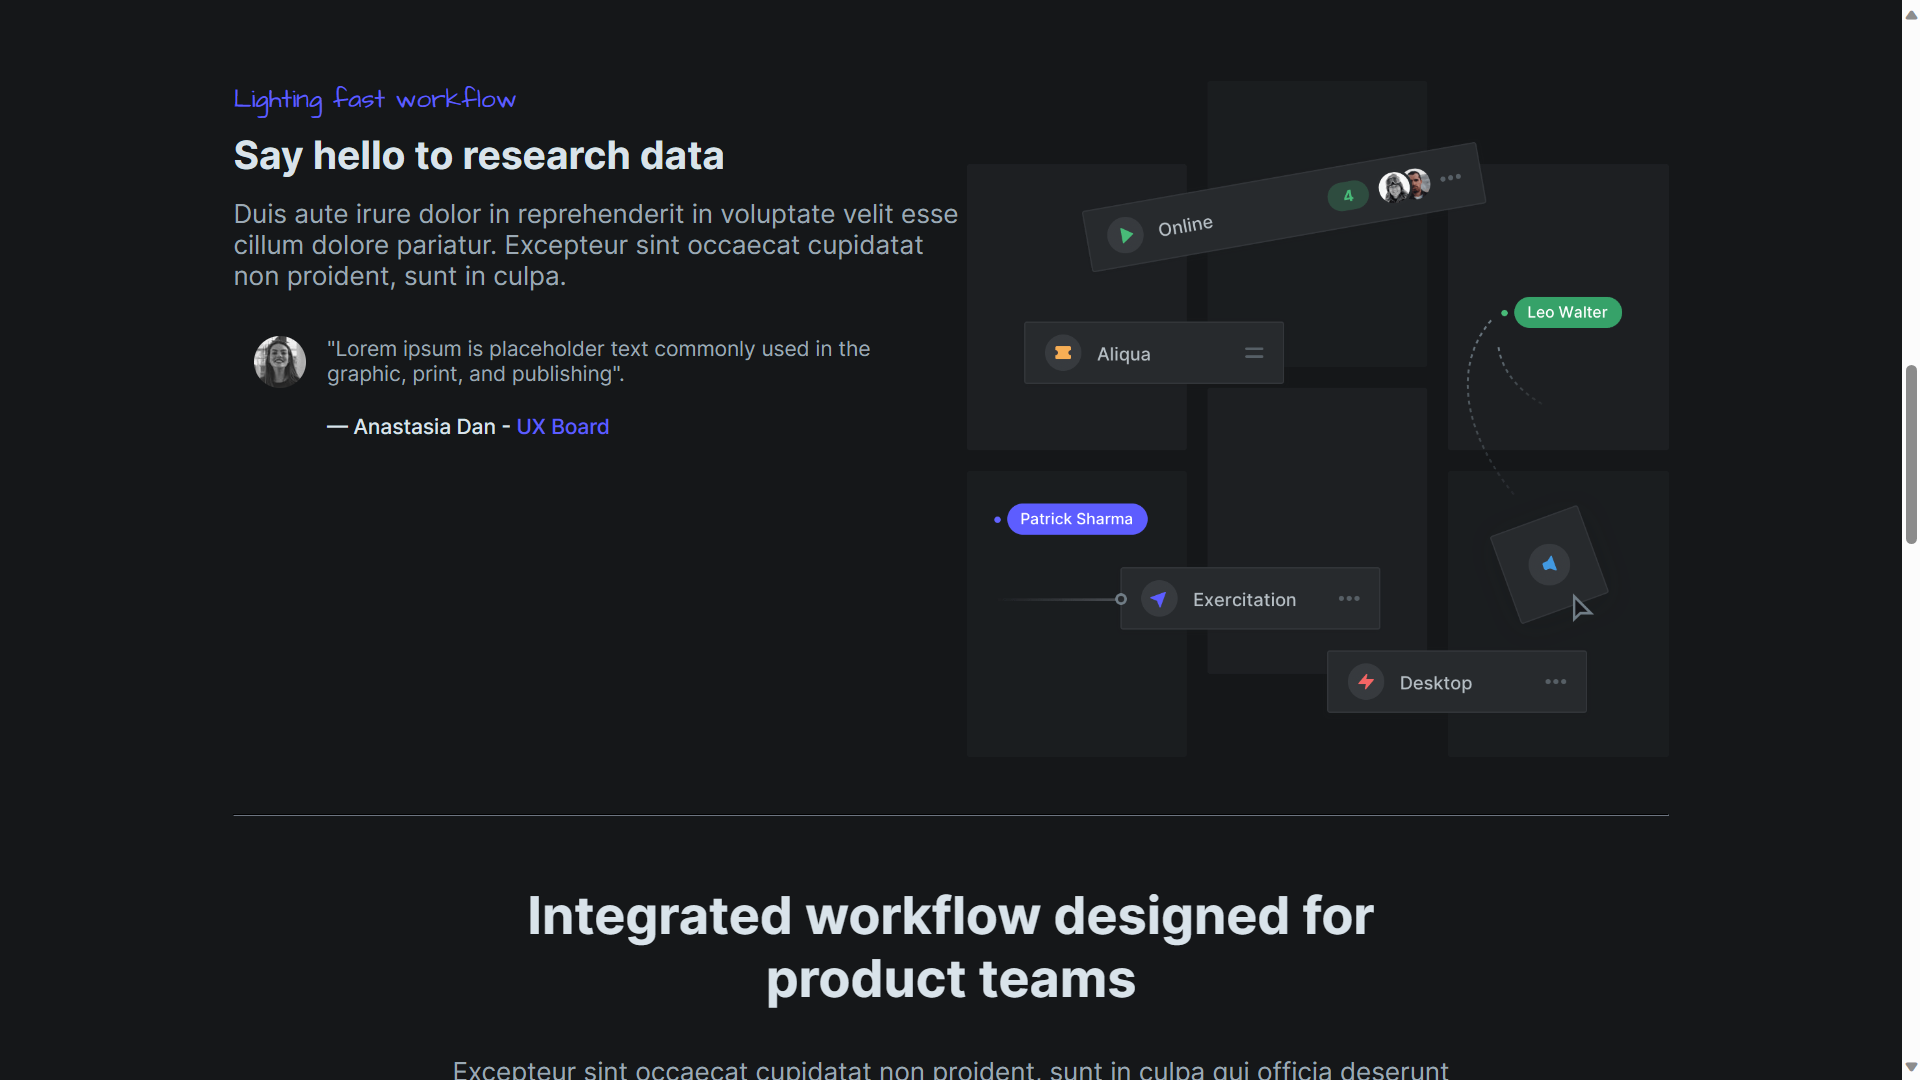 Lighting fast workflow
Say hello to research data
Duis aute irure dolor in reprehenderit in voluptate velit esse
cillum dolore pariatur. Excepteur sint occaecat cupidatat
non proident, sunt in culpa.
"Lorem ipsum is placeholder text commonly used in the
graphic, print, and publishing".
— Anastasia Dan - UX Board
Online 4
Leo Walter
Aliqua
Patrick Sharma
Exercitation
Desktop
Integrated workflow designed for
product teams
Excepteur sint occaecat cupidatat non proident, sunt in culpa qui officia deserunt